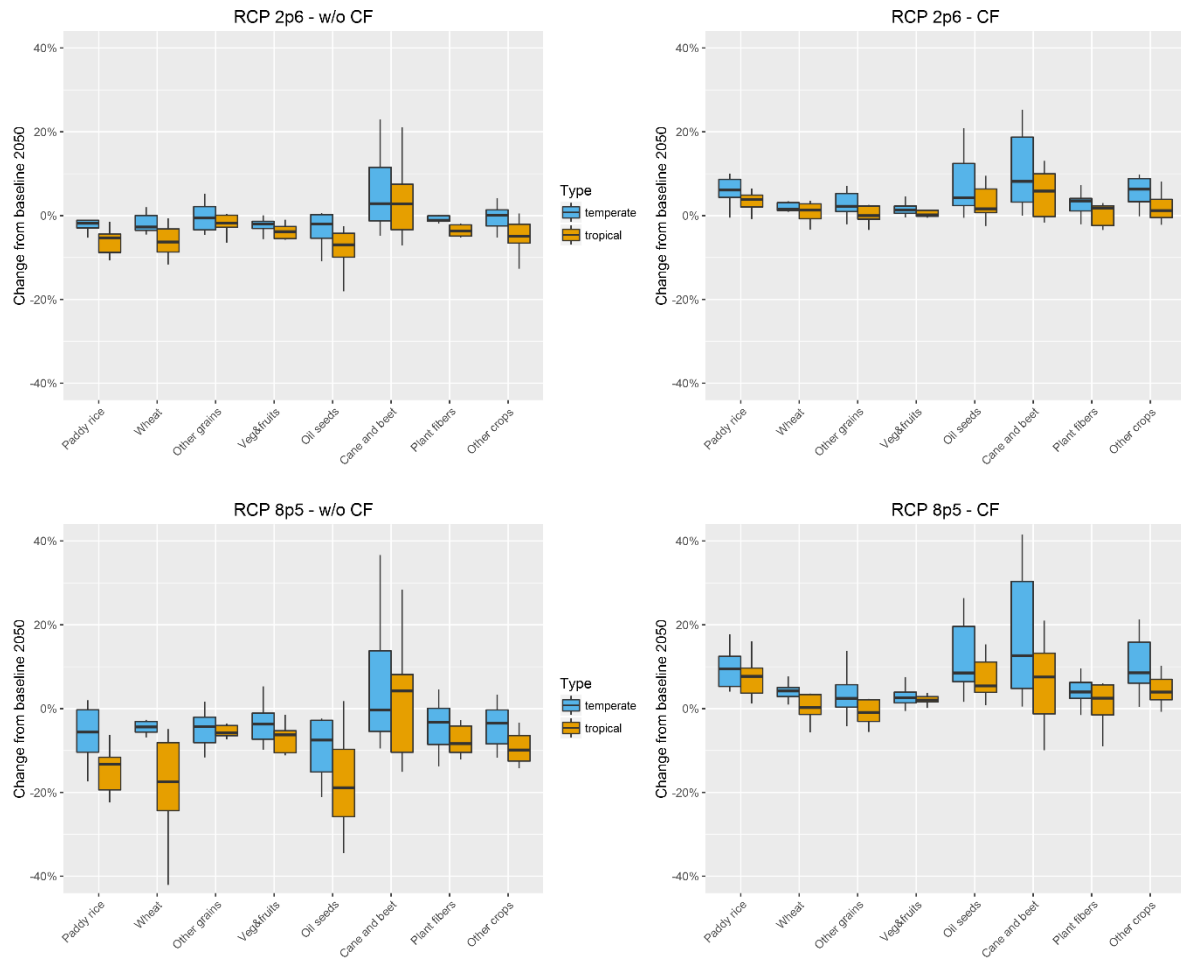 RCP 2p6 - w/o CF
Change from baseline 2050
40%
20%
0%
-20%
-40%
Paddy rice
Wheat
Other grains
Veg&fruits
Oil seeds
Cane and beet
Plant fibers
Other crops
Type
temperate
tropical
RCP 2p6 - CF
Change from baseline 2050
40%
20%
0%
-20%
-40%
Paddy rice
Wheat
Other grains
Veg&fruits
Oil seeds
Cane and beet
Plant fibers
Other crops
RCP 8p5 - w/o CF
Change from baseline 2050
40%
20%
0%
-20%
-40%
Paddy rice
Wheat
Other grains
Veg&fruits
Oil seeds
Cane and beet
Plant fibers
Other crops
Type
temperate
tropical
RCP 8p5 - CF
Change from baseline 2050
40%
20%
0%
-20%
-40%
Paddy rice
Wheat
Other grains
Veg&fruits
Oil seeds
Cane and beet
Plant fibers
Other crops